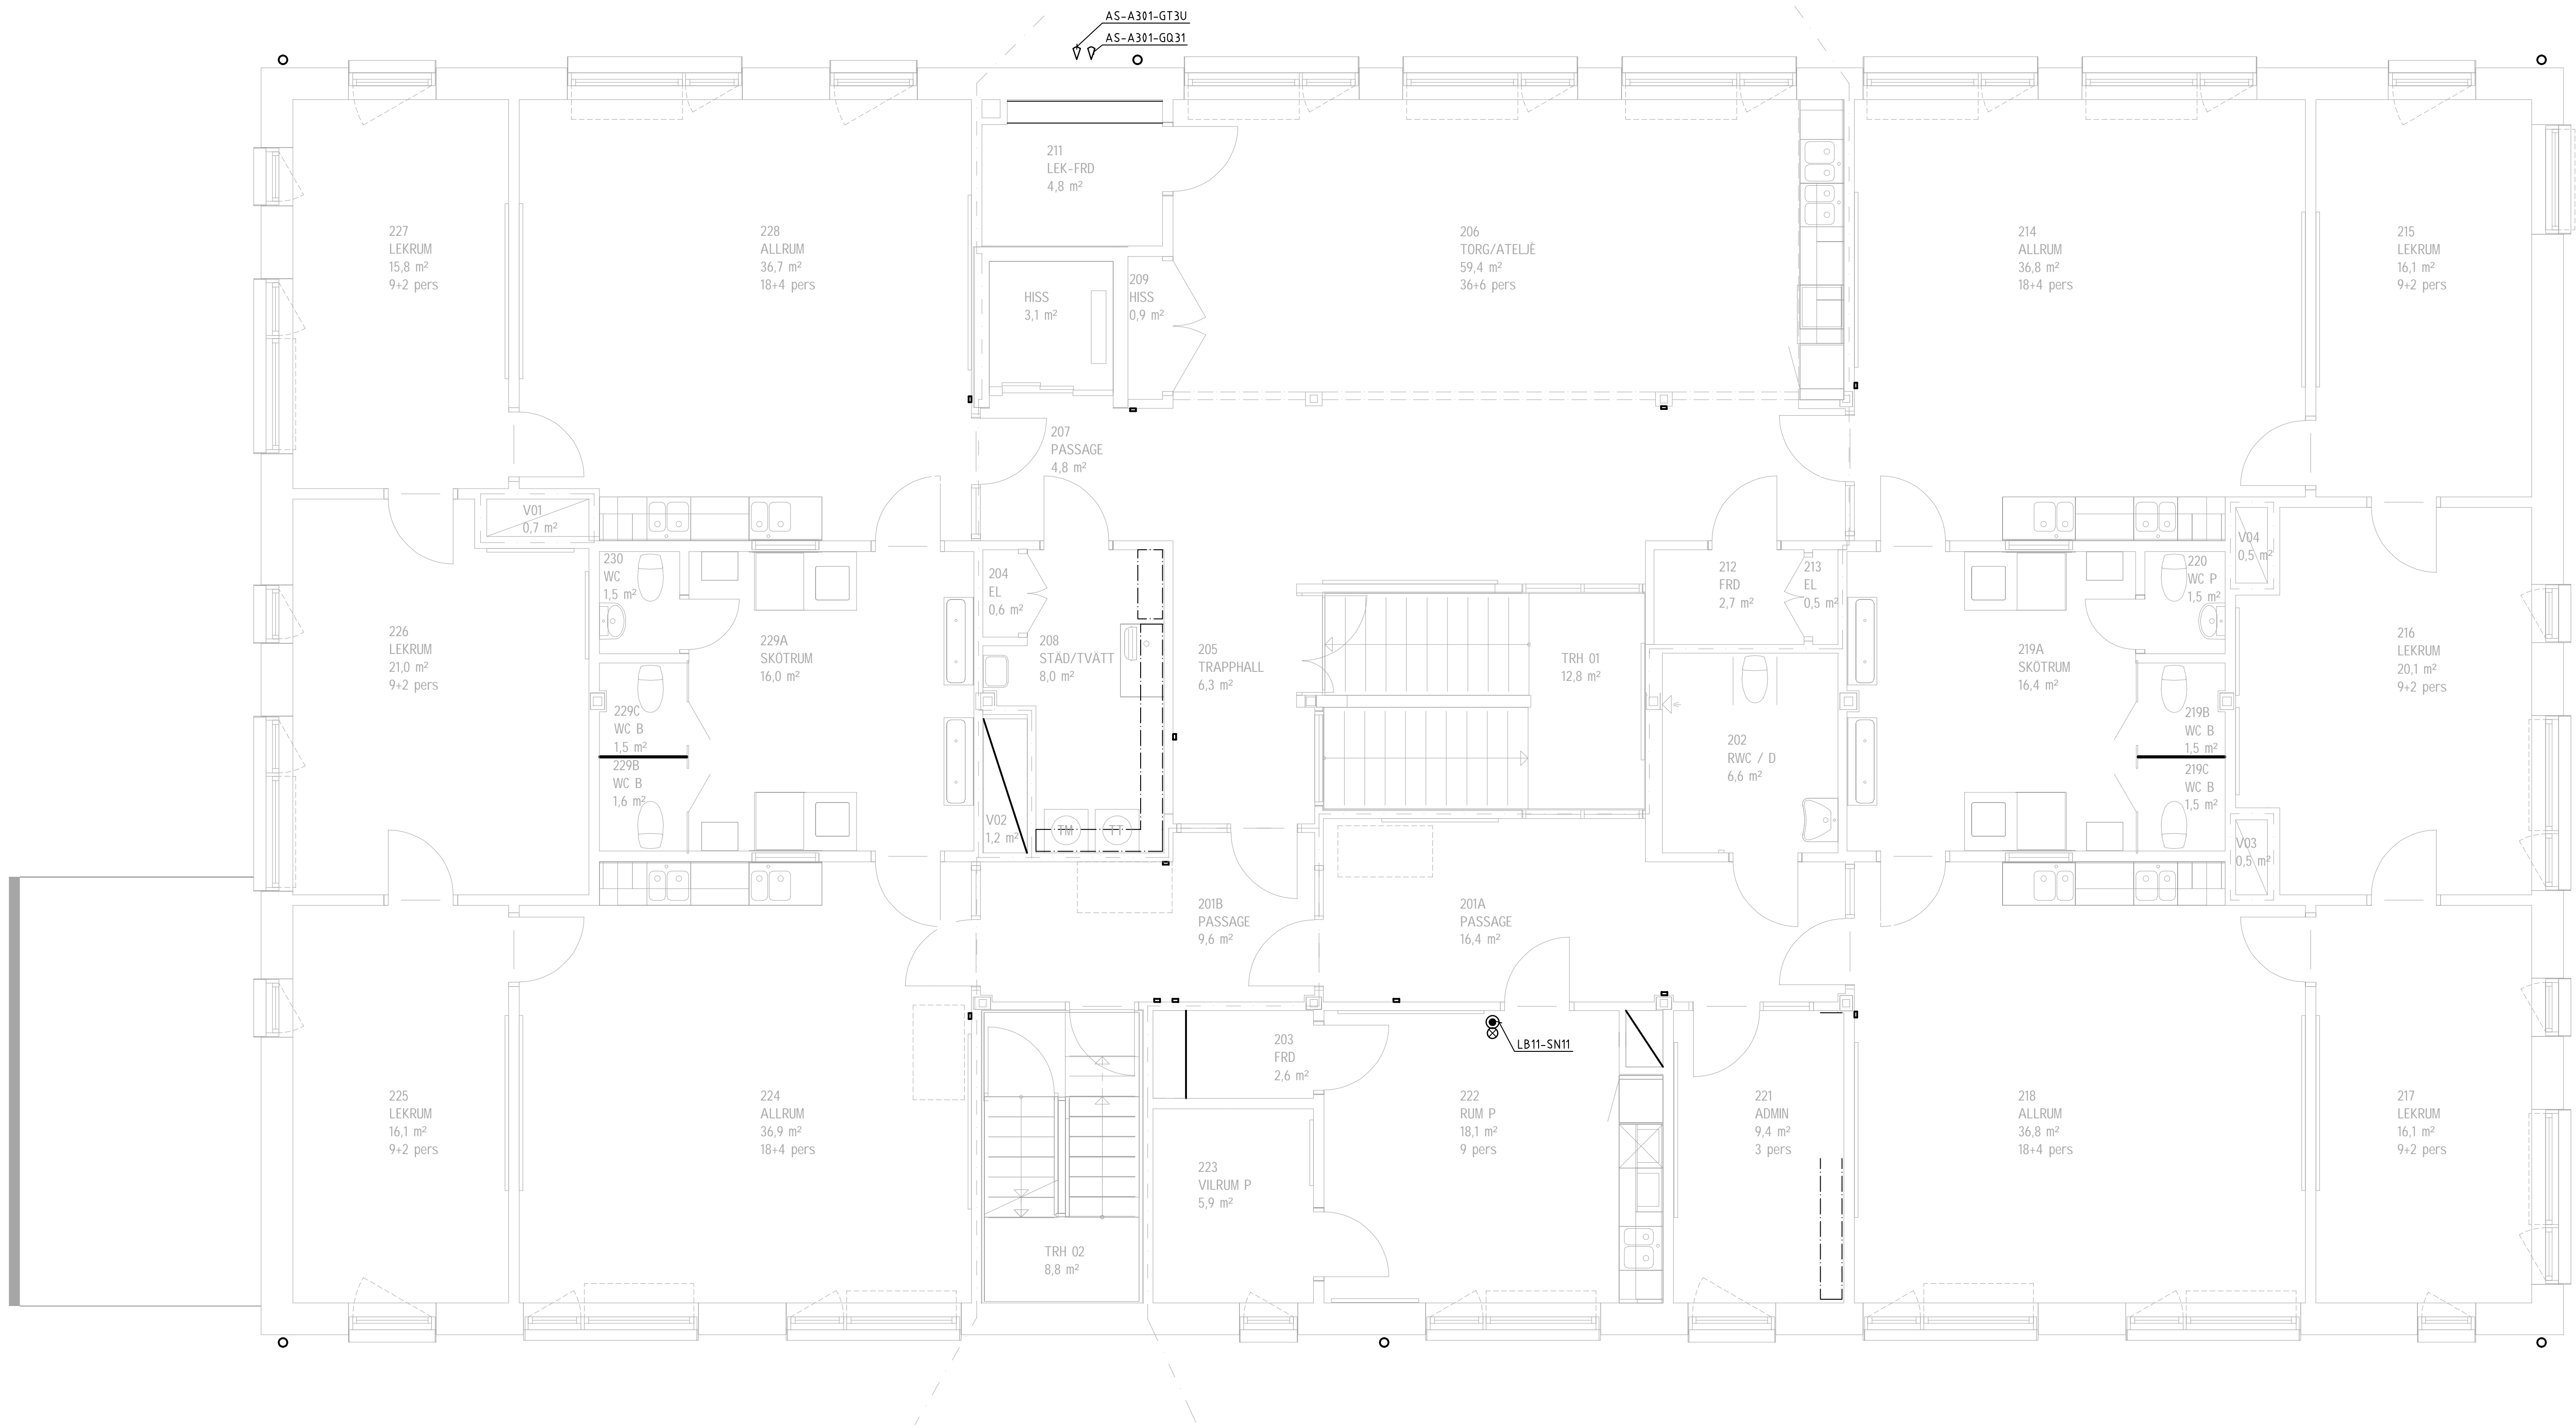 AS-A301-GT3U
AS-A301-GQ31
211
LEK-FRD
4,8 m²
227
LEKRUM
15,8 m²
9+2 pers
228
ALLRUM
36,7 m²
18+4 pers
HISS
3,1 m²
209
HISS
0,9 m²
206
TORG/ATELJÈ
59,4 m²
36+6 pers
214
ALLRUM
36,8 m²
18+4 pers
215
LEKRUM
16,1 m²
9+2 pers
207
PASSAGE
4,8 m²
V01
0,7 m²
V04
0,5 m²
230
WC
1,5 m²
204
EL
0,6 m²
212
FRD
2,7 m²
213
EL
0,5 m²
220
WC P
1,5 m²
226
LEKRUM
21,0 m²
9+2 pers
229A
SKÖTRUM
16,0 m²
208
STÄD/TVÄTT
8,0 m²
205
TRAPPHALL
6,3 m²
TRH 01
12,8 m²
219A
SKÖTRUM
16,4 m²
216
LEKRUM
20,1 m²
9+2 pers
229C
WC B
1,5 m²
229B
WC B
1,6 m²
202
RWC / D
6,6 m²
219B
WC B
1,5 m²
219C
WC B
1,5 m²
V02
1,2 m²
TM
TT
V03
0,5 m²
201B
PASSAGE
9,6 m²
201A
PASSAGE
16,4 m²
LB11-SN11
203
FRD
2,6 m²
225
LEKRUM
16,1 m²
9+2 pers
224
ALLRUM
36,9 m²
18+4 pers
222
RUM P
18,1 m²
9 pers
221
ADMIN
9,4 m²
3 pers
218
ALLRUM
36,8 m²
18+4 pers
217
LEKRUM
16,1 m²
9+2 pers
223
VILRUM P
5,9 m²
TRH 02
8,8 m²